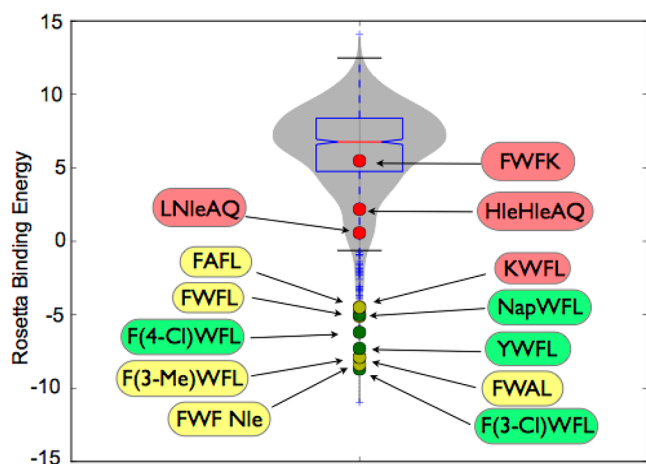 15
10
5
0
-5
-10
-15
Rosetta Binding Energy
FWFK
LNleAQ
HleHleAQ
FAFL
KWFL
FWFL
NapWFL
F(4-Cl)WFL
YWFL
F(3-Me)WFL
FWAL
FWF Nle
F(3-Cl)WFL